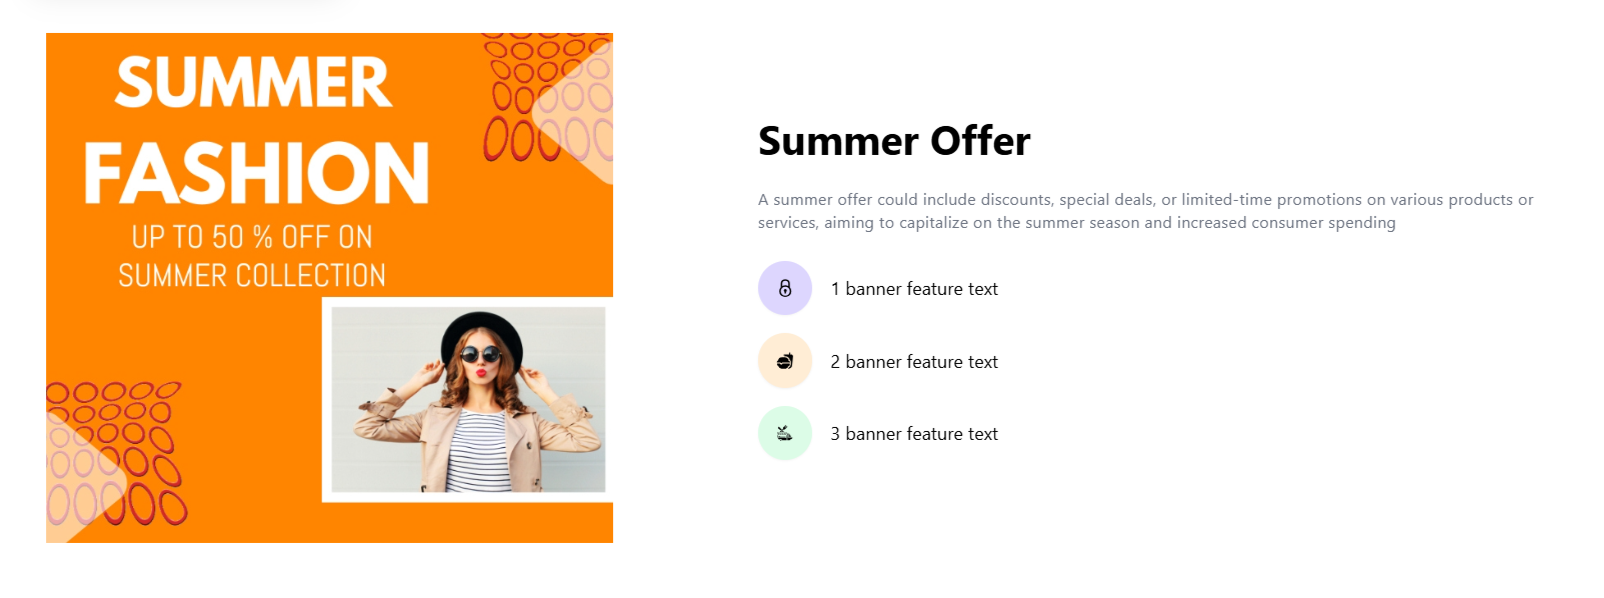 SUMMER
FASHION
UP TO 50 % OFF ON
SUMMER COLLECTION
Summer Offer
A summer offer could include discounts, special deals, or limited-time promotions on various products or
services, aiming to capitalize on the summer season and increased consumer spending
1 banner feature text
2 banner feature text
3 banner feature text